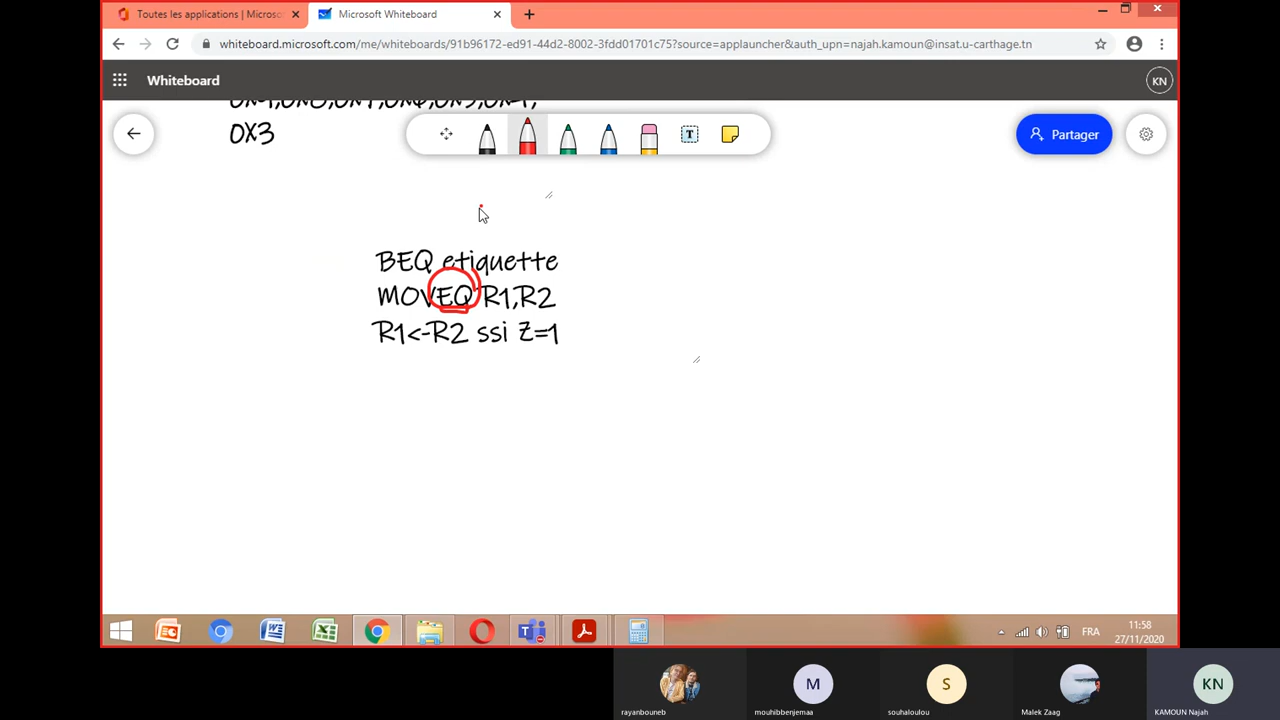 Toutes les applications | Microso
Microsoft Whiteboard
whiteboard.microsoft.com/me/whiteboards/91b96172-ed91-44d2-8002-3fdd01701c75?source=applauncher&auth_upn=najah.kamoun@insat.u-carthage.tn
Whiteboard
KN
0X3
T
Partager
BEQ etiquette
MOVEQ R1,R2
R1<-R2 ssi Z=1
FRA
11:58
27/11/2020
M
S
KN
rayanbouneb
mouhibbenjemaa
souhaloulou
Malek Zaag
KAMOUN Najah